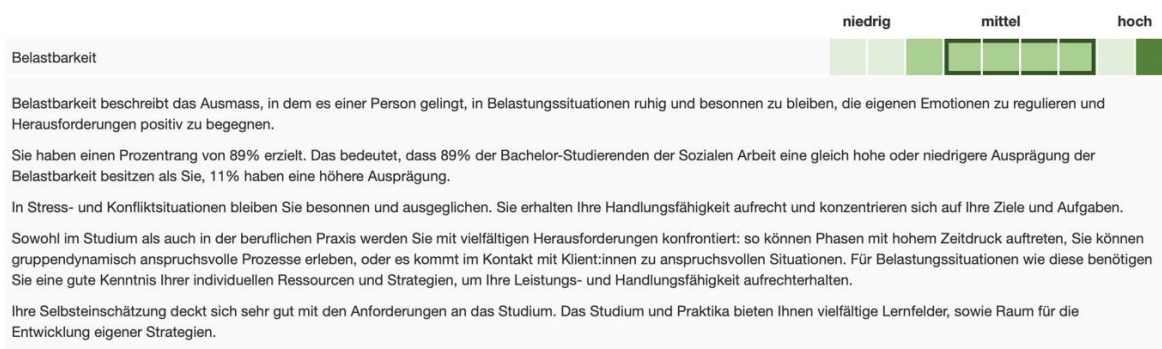 niedrig mittel hoch
Belastbarkeit
Belastbarkeit beschreibt das Ausmass, in dem es einer Person gelingt, in Belastungssituationen ruhig und besonnen zu bleiben, die eigenen Emotionen zu regulieren und
Herausforderungen positiv zu begegnen.
Sie haben einen Prozentrang von 89% erzielt. Das bedeutet, dass 89% der Bachelor-Studierenden der Sozialen Arbeit eine gleich hohe oder niedrigere Ausprägung der
Belastbarkeit besitzen als Sie, 11% haben eine höhere Ausprägung.
In Stress- und Konfliktsituationen bleiben Sie besonnen und ausgeglichen. Sie erhalten Ihre Handlungsfähigkeit aufrecht und konzentrieren sich auf Ihre Ziele und Aufgaben.
Sowohl im Studium als auch in der beruflichen Praxis werden Sie mit vielfältigen Herausforderungen konfrontiert: so können Phasen mit hohem Zeitdruck auftreten, Sie können
gruppendynamisch anspruchsvolle Prozesse erleben, oder es kommt im Kontakt mit Klient:innen zu anspruchsvollen Situationen. Für Belastungssituationen wie diese benötigen
Sie eine gute Kenntnis Ihrer individuellen Ressourcen und Strategien, um Ihre Leistungs- und Handlungsfähigkeit aufrechterhalten.
Ihre Selbsteinschätzung deckt sich sehr gut mit den Anforderungen an das Studium. Das Studium und Praktika bieten Ihnen vielfältige Lernfelder, sowie Raum für die
Entwicklung eigener Strategien.